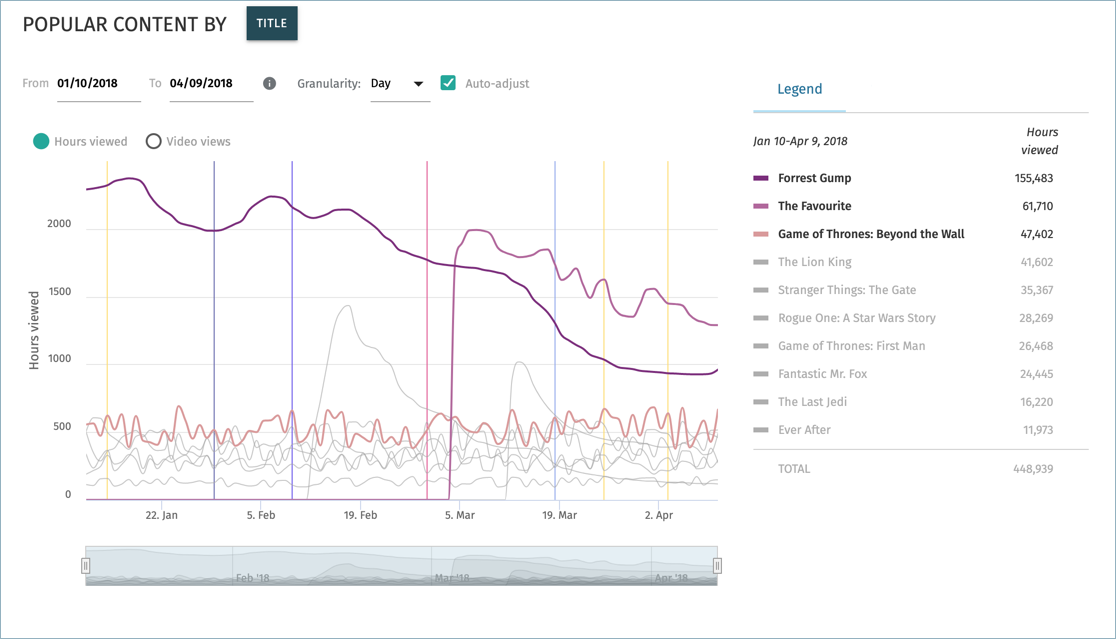 POPULAR CONTENT BY TITLE
From 01/10/2018 To 04/09/2018 i Granularity: Day Auto-adjust
Hours viewed Video views
Hours viewed
2000
1500
1000
500
0
22. Jan 5. Feb 19. Feb 5. Mar 19. Mar 2. Apr
Feb '18 Mar '18 Apr '18
Legend
Jan 10-Apr 9, 2018 Hours
viewed
Forrest Gump 155,483
The Favourite 61,710
Game of Thrones: Beyond the Wall 47,402
The Lion King 41,602
Stranger Things: The Gate 35,367
Rogue One: A Star Wars Story 28,269
Game of Thrones: First Man 26,468
Fantastic Mr. Fox 24,445
The Last Jedi 16,220
Ever After 11,973
TOTAL 448,939